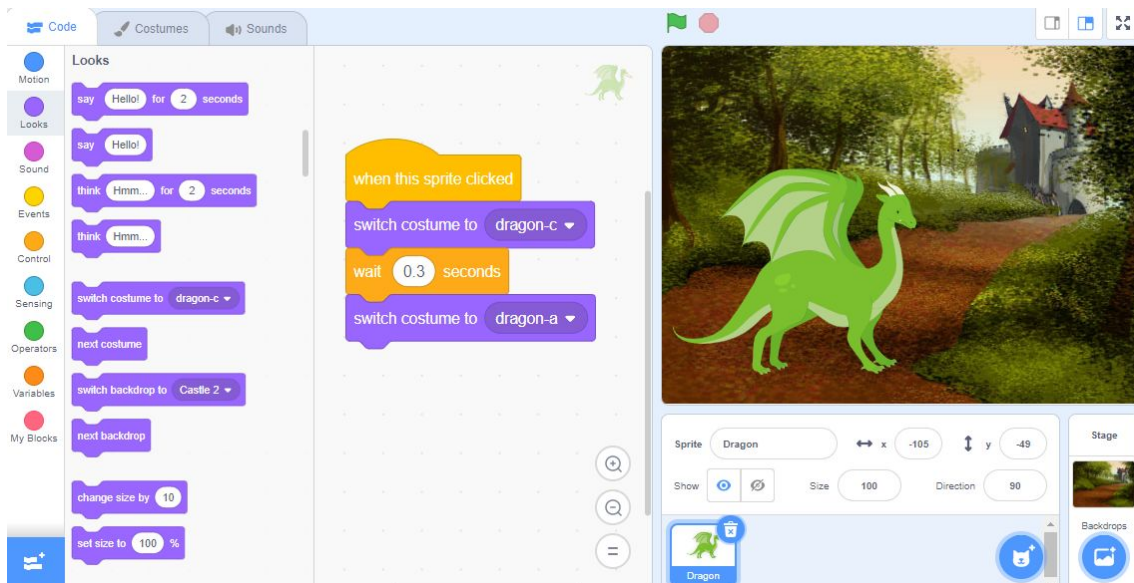 Code
Costumes
Sounds
Motion
Looks
Sound
Events
Control
Sensing
Operators
Variables
My Blocks
Looks
say Hello! for 2 seconds
say Hello!
think Hmm... for 2 seconds
think Hmm...
switch costume to dragon-c
next costume
switch backdrop to Castle 2
next backdrop
change size by 10
set size to 100 %
when this sprite clicked
switch costume to dragon-c
wait 0.3 seconds
switch costume to dragon-a
Sprite Dragon x -105 y -49
Show Size 100 Direction 90
Dragon
Stage
Backdrops